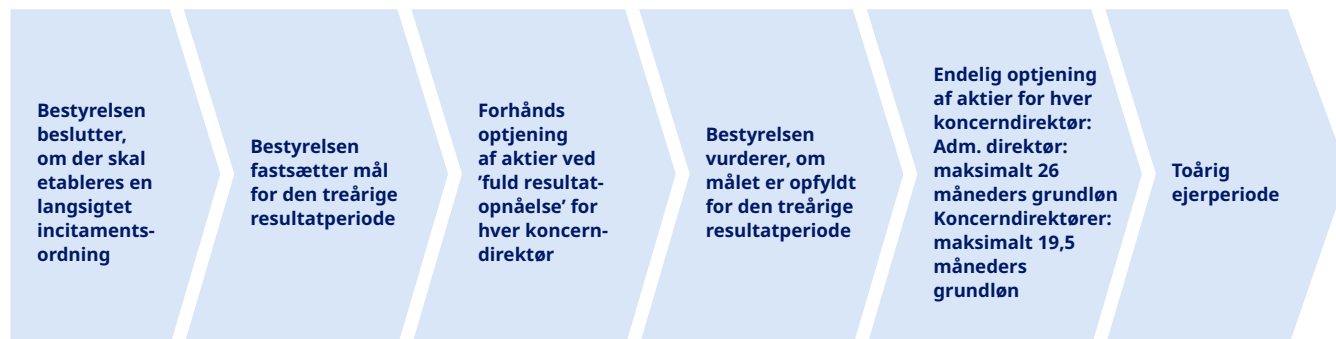 Bestyrelsen
beslutter,
om der skal
etableres en
langsigtet
incitaments-
ordning
Bestyrelsen
fastsætter mål
for den treårige
resultatperiode
Forhånds
optjening
af aktier ved
’fuld resultat-
opnåelse’ for
hver koncern-
direktør
Bestyrelsen
vurderer, om
målet er opfyldt
for den treårige
resultatperiode
Endelig optjening
af aktier for hver
koncerndirektør:
Adm. direktør:
maksimalt 26
måneders grundløn
Koncerndirektører:
maksimalt 19,5
måneders
grundløn
Toårig
ejerperiode